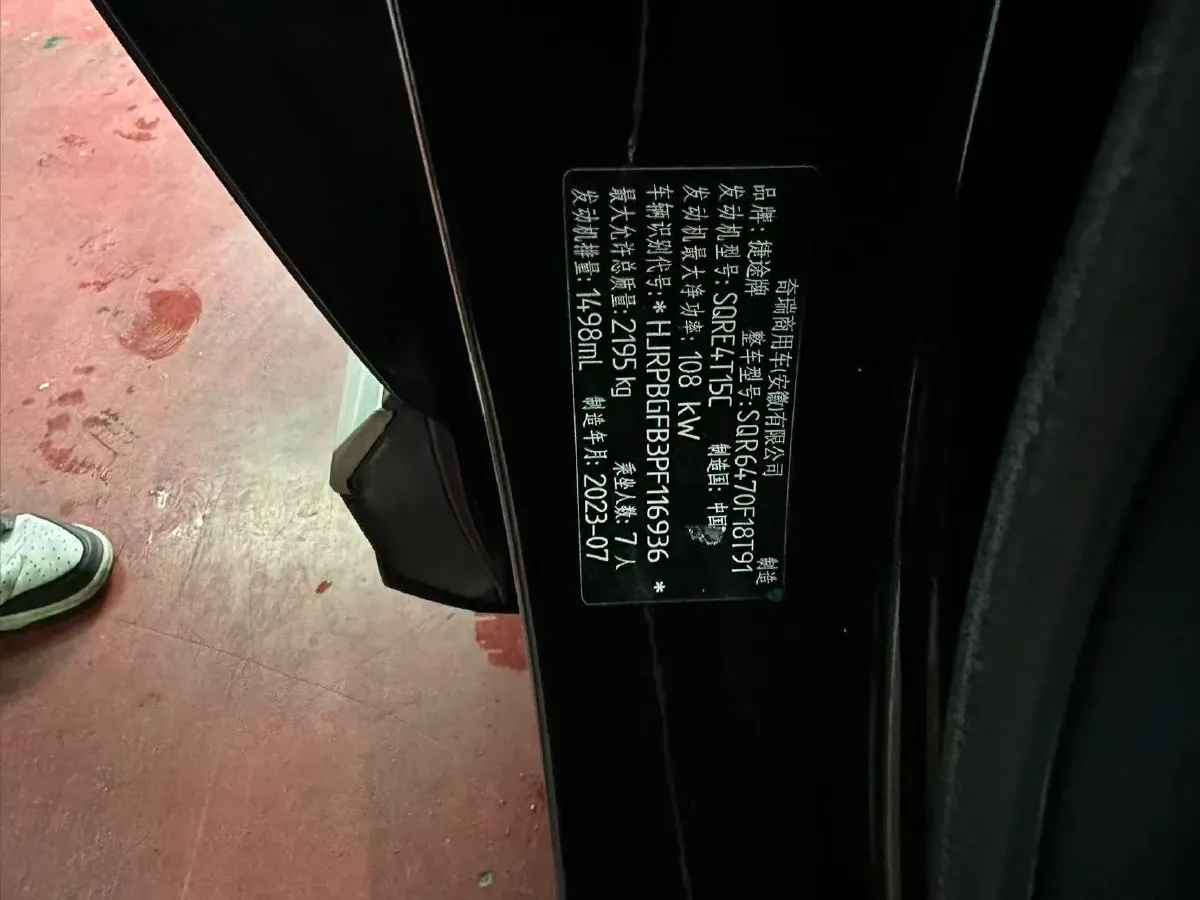 奇瑞商用车(安徽)有限公司 制造
品牌：捷途牌 整车型号：SQR6470F18T91
发动机型号：SQRE4T15C 制造国：中国
发动机最大净功率：108 kW
车辆识别代号：*HJRPBGFB3PF116936*
最大允许总质量：2195 kg 乘坐人数：7人
发动机排量：1498mL 制造年月：2023-07